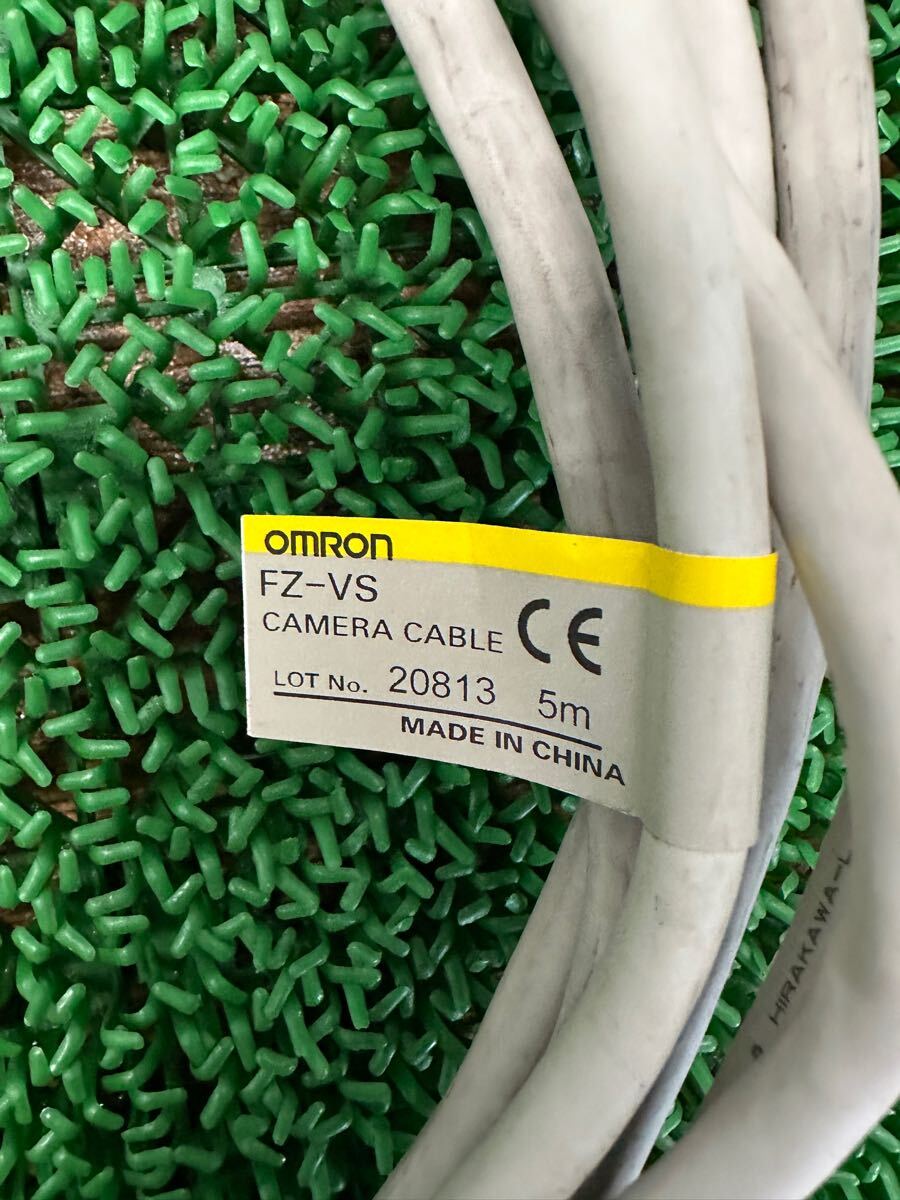 OMRON
FZ-VS
CAMERA CABLE CE
LOT No. 20813 5m
MADE IN CHINA
HIRAKAWA-L